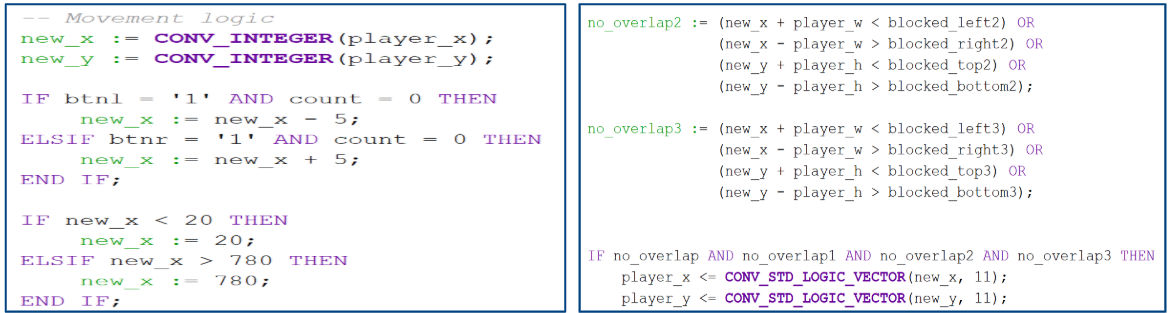 -- Movement logic
new_x := CONV_INTEGER(player_x);
new_y := CONV_INTEGER(player_y);

IF btnl = '1' AND count = 0 THEN
    new_x := new_x - 5;
ELSIF btnr = '1' AND count = 0 THEN
    new_x := new_x + 5;
END IF;

IF new_x < 20 THEN
    new_x := 20;
ELSIF new_x > 780 THEN
    new_x := 780;
END IF;

no_overlap2 := (new_x + player_w < blocked_left2) OR
               (new_x - player_w > blocked_right2) OR
               (new_y + player_h < blocked_top2) OR
               (new_y - player_h > blocked_bottom2);

no_overlap3 := (new_x + player_w < blocked_left3) OR
               (new_x - player_w > blocked_right3) OR
               (new_y + player_h < blocked_top3) OR
               (new_y - player_h > blocked_bottom3);

IF no_overlap AND no_overlap1 AND no_overlap2 AND no_overlap3 THEN
    player_x <= CONV_STD_LOGIC_VECTOR(new_x, 11);
    player_y <= CONV_STD_LOGIC_VECTOR(new_y, 11);